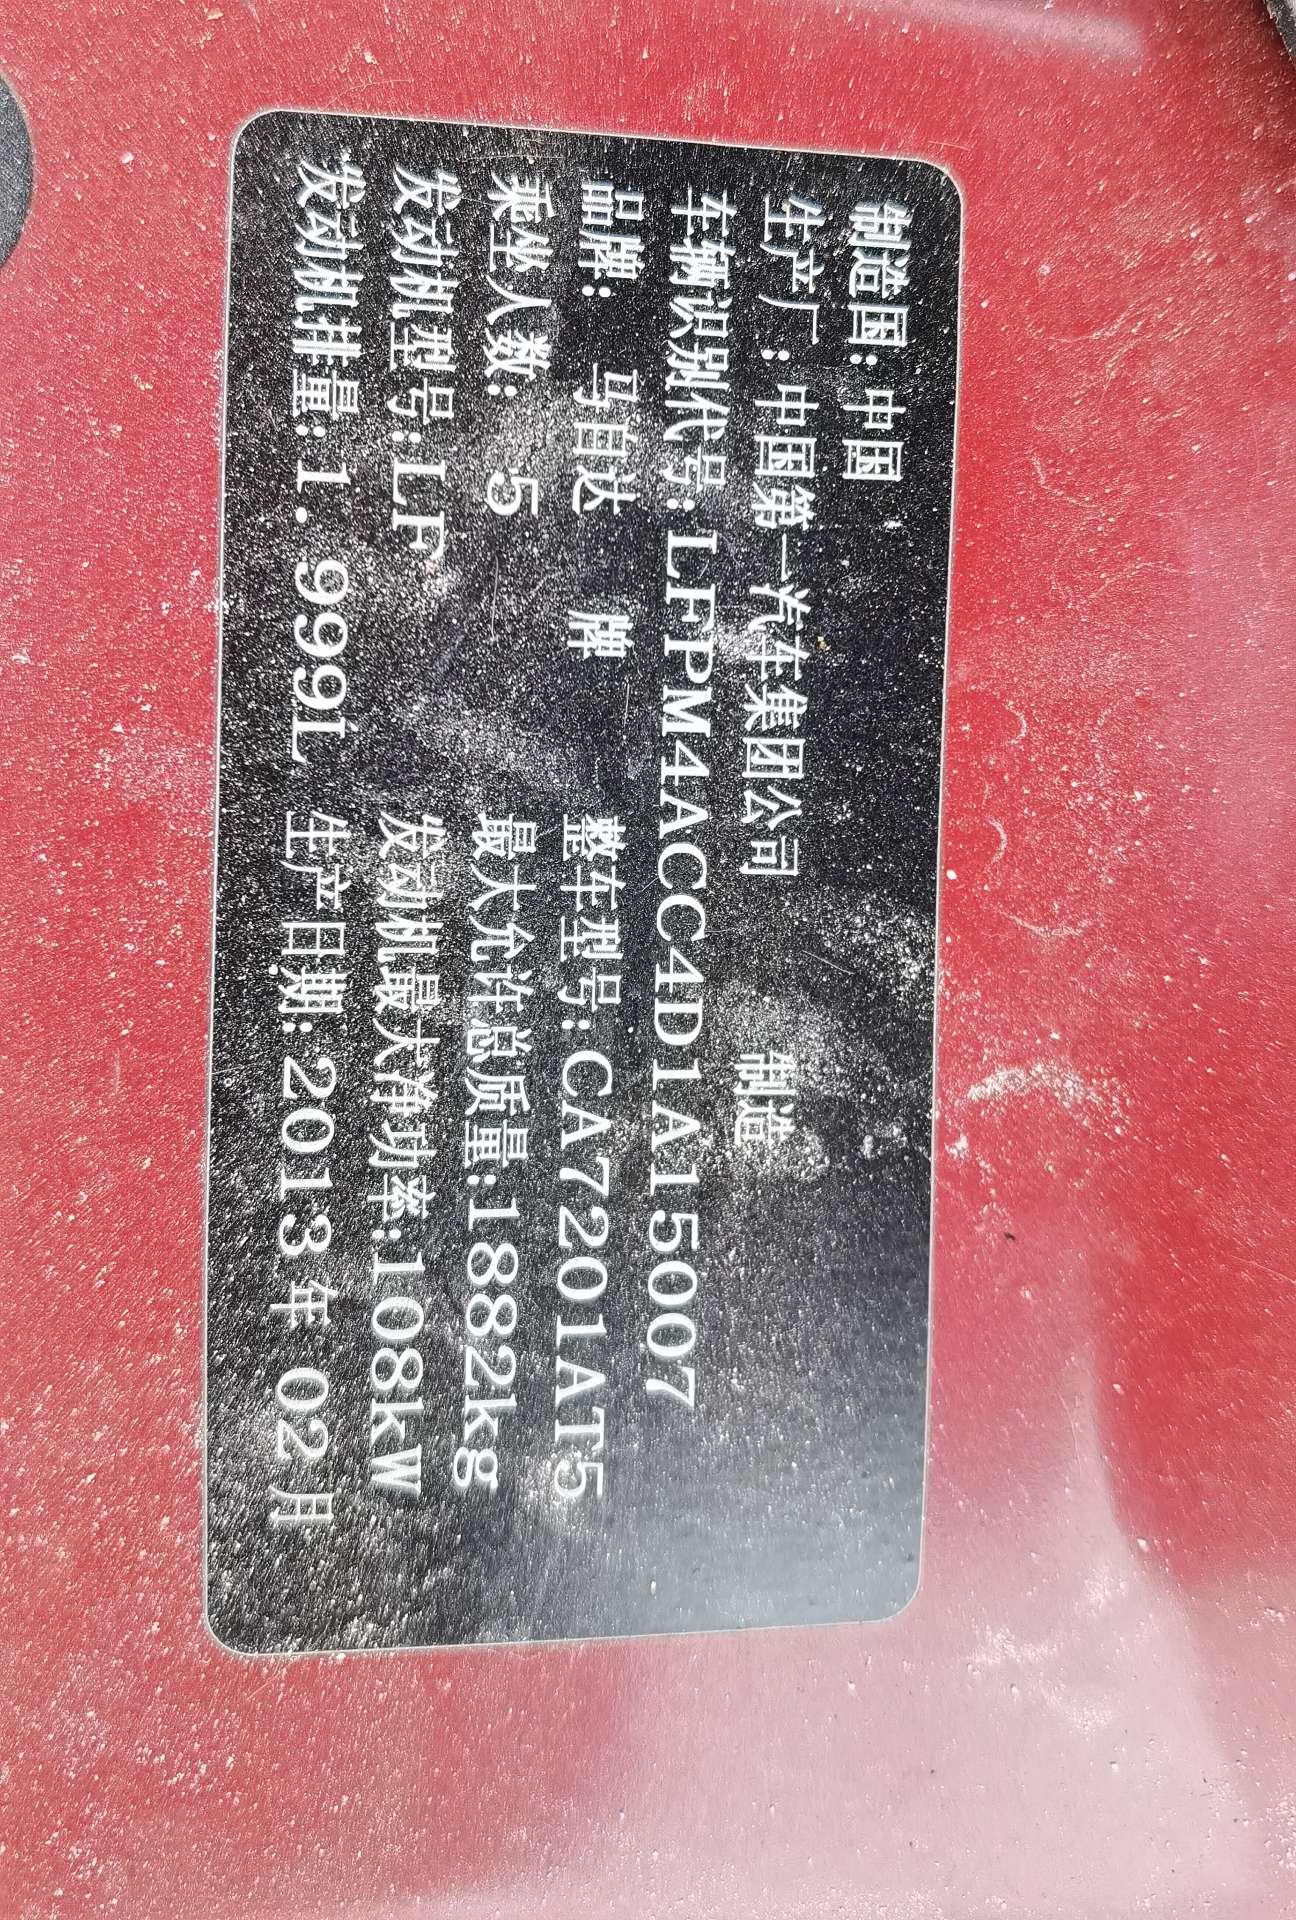 制造国:中国
生产厂:中国第一汽车集团公司 制造
车辆识别代号:LFPM4ACC4D1A15007
品牌: 马自达 牌 整车型号:CA7201AT5
乘坐人数: 5 最大允许总质量:1882kg
发动机型号:LF 发动机最大净功率:108kW
发动机排量:1.999L 生产日期:2013年 02月